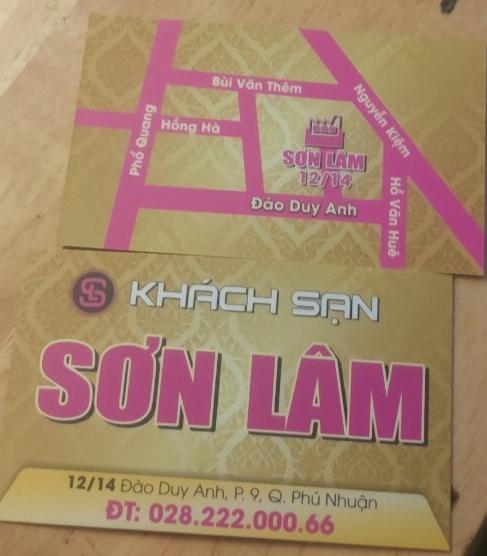 Bùi Văn Thêm
Nguyễn Kiệm
Phổ Quang
Hồng Hà
SƠN LÂM
12/14
Hồ Văn Huê
Đào Duy Anh
KHÁCH SẠN
SƠN LÂM
12/14 Đào Duy Anh, P. 9, Q. Phú Nhuận
ĐT: 028.222.000.66